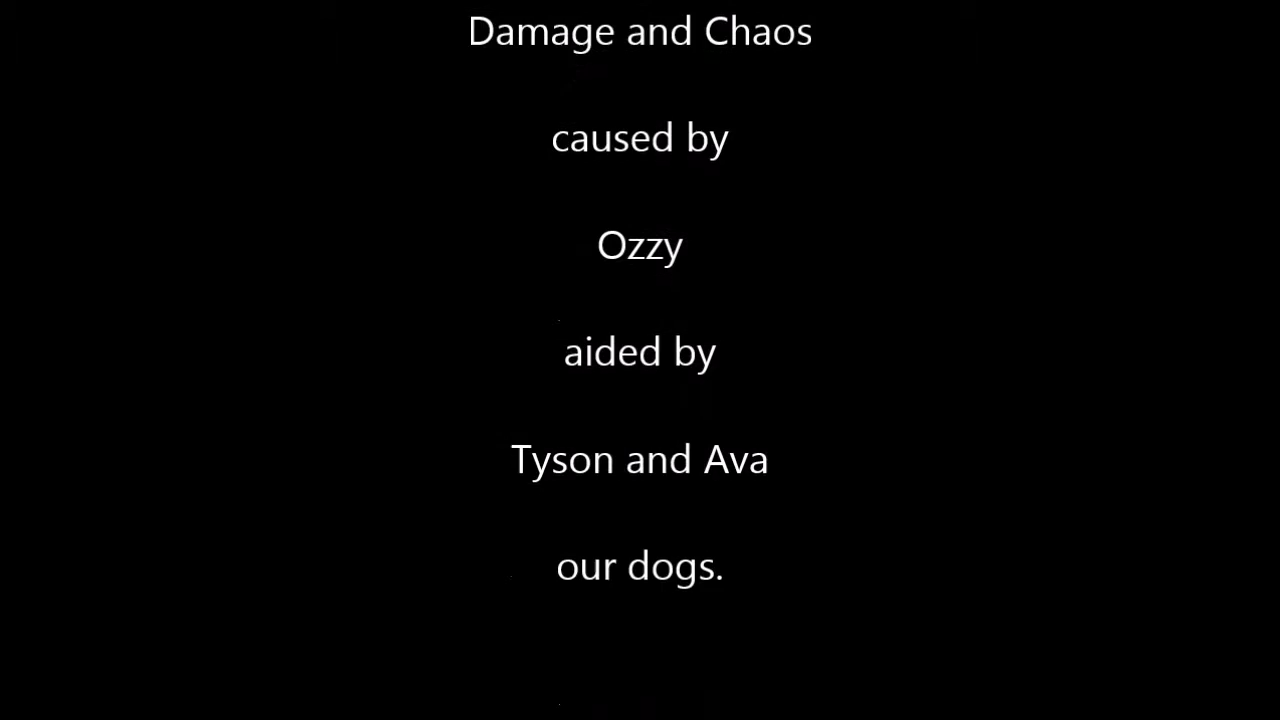 Damage and Chaos
caused by
Ozzy
aided by
Tyson and Ava
our dogs.